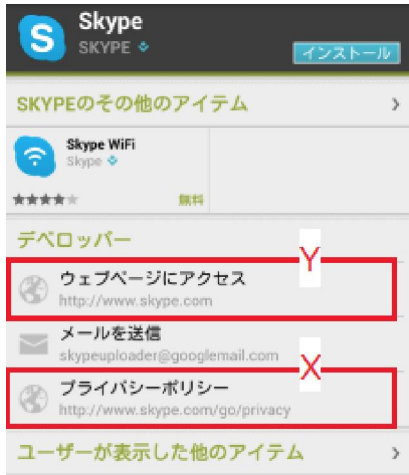 Skype
SKYPE
インストール
SKYPEのその他のアイテム
Skype WiFi
Skype
無料
デベロッパー
Y
ウェブページにアクセス
http://www.skype.com
メールを送信
skypeuploader@googlemail.com
X
プライバシーポリシー
http://www.skype.com/go/privacy
ユーザーが表示した他のアイテム